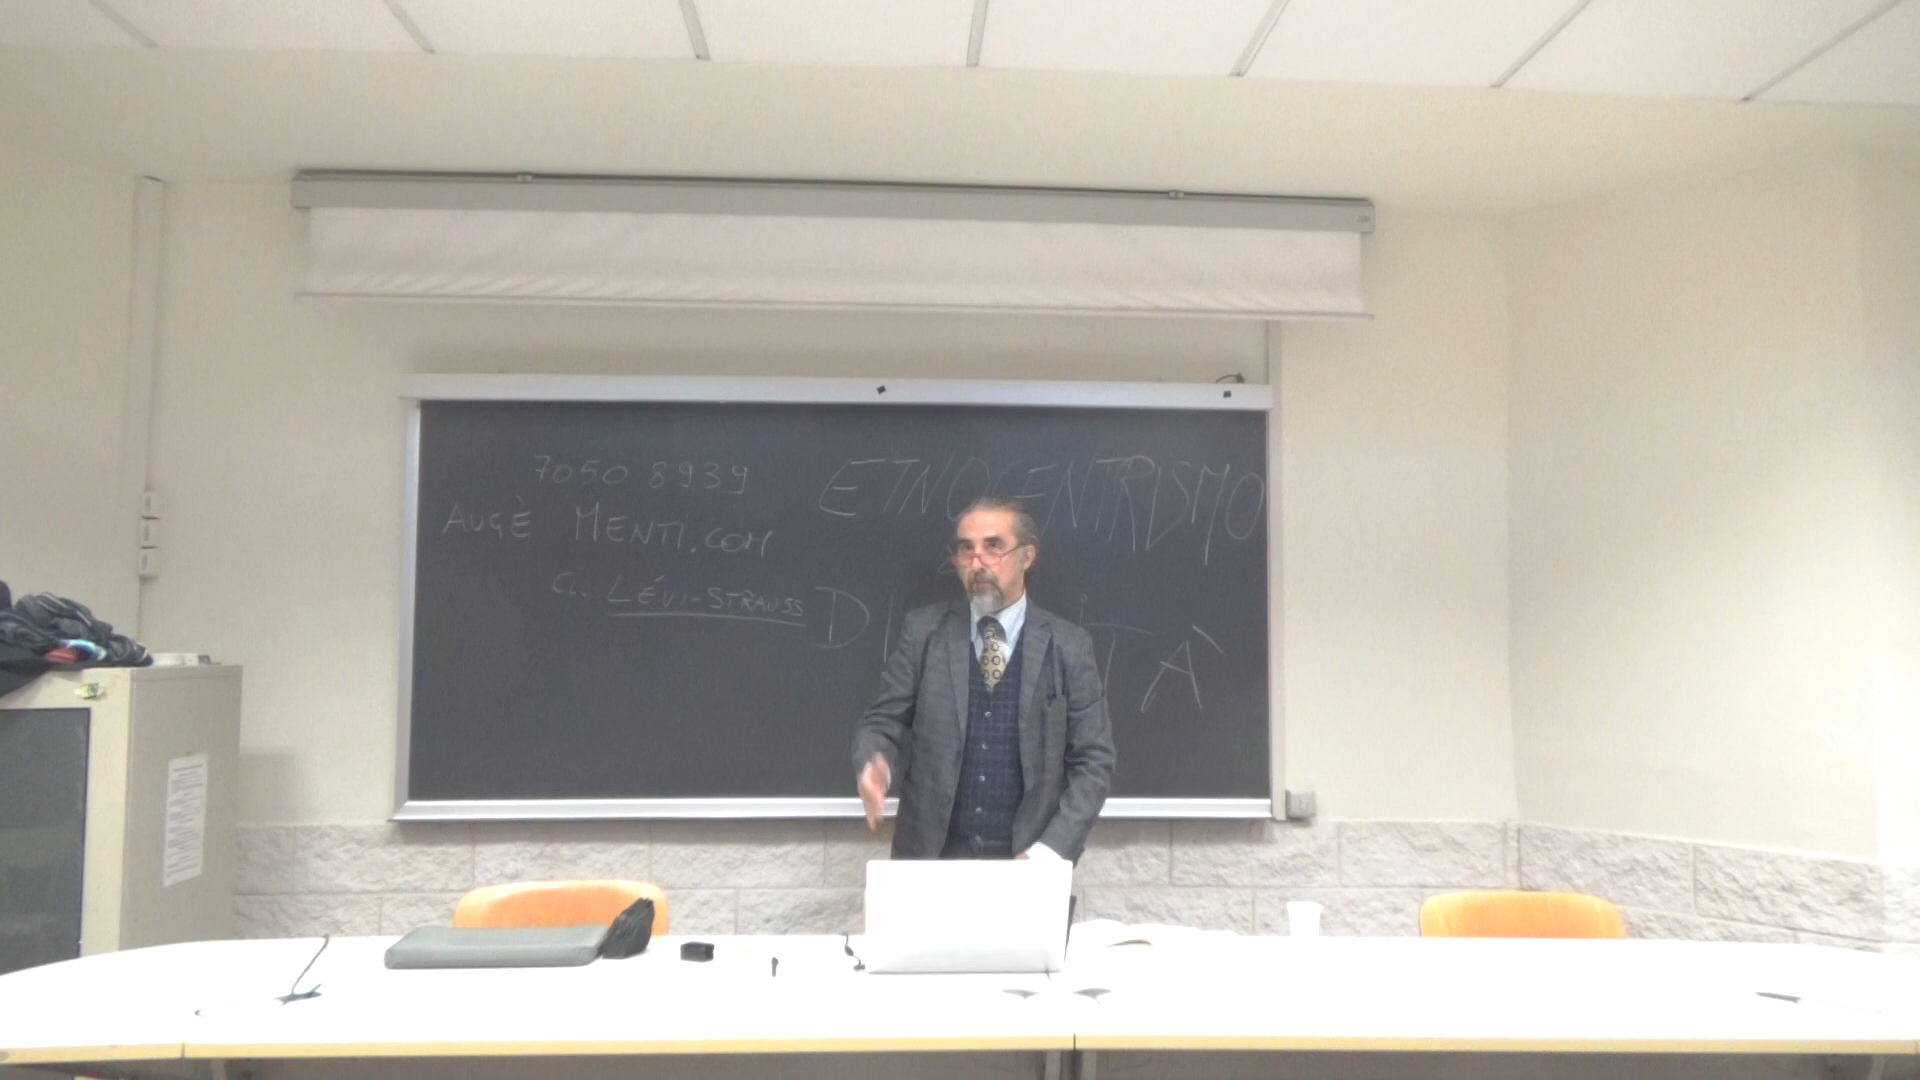 7050 8939
AUGÈ MENTI.COM
C. LÉVI-STRAUSS
ETNOCENTRISMO